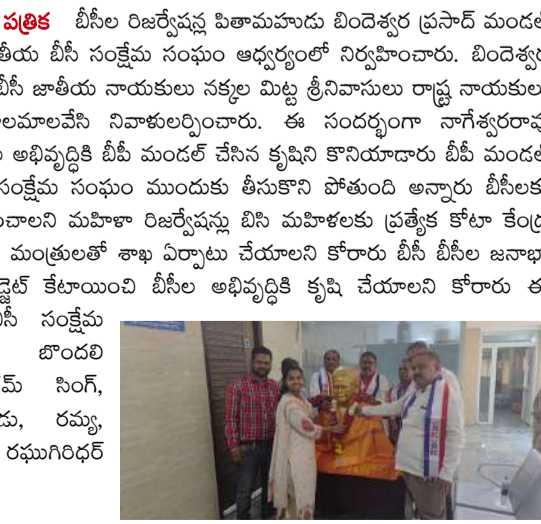 పత్రిక బీసీల రిజర్వేషన్ల పితామహుడు బిందెశ్వర ప్రసాద్ మండల్
తీయ బీసీ సంక్షేమ సంఘం ఆధ్వర్యంలో నిర్వహించారు. బిందెశ్వర
బీసీ జాతీయ నాయకులు నక్కల మిట్ట శ్రీనివాసులు రాష్ట్ర నాయకుల
లమాలవేసి నివాళులర్పించారు. ఈ సందర్భంగా నాగేశ్వరరావు
అభివృద్ధికి బీపీ మండల్ చేసిన కృషిని కొనియాడారు బీపీ మండల్
సంక్షేమ సంఘం ముందుకు తీసుకొని పోతుంది అన్నారు బీసీలకు
చాలని మహిళా రిజర్వేషన్లు బిసి మహిళలకు ప్రత్యేక కోటా కేంద్ర
మంత్రులతో శాఖ ఏర్పాటు చేయాలని కోరారు బీసీ బీసీల జనాభా
డ్జెట్ కేటాయించి బీసీల అభివృద్ధికి కృషి చేయాలని కోరారు ఈ
సీ సంక్షేమ
బొందలి
మ్ సింగ్,
డు, రమ్య,
రఘుగిరిధర్